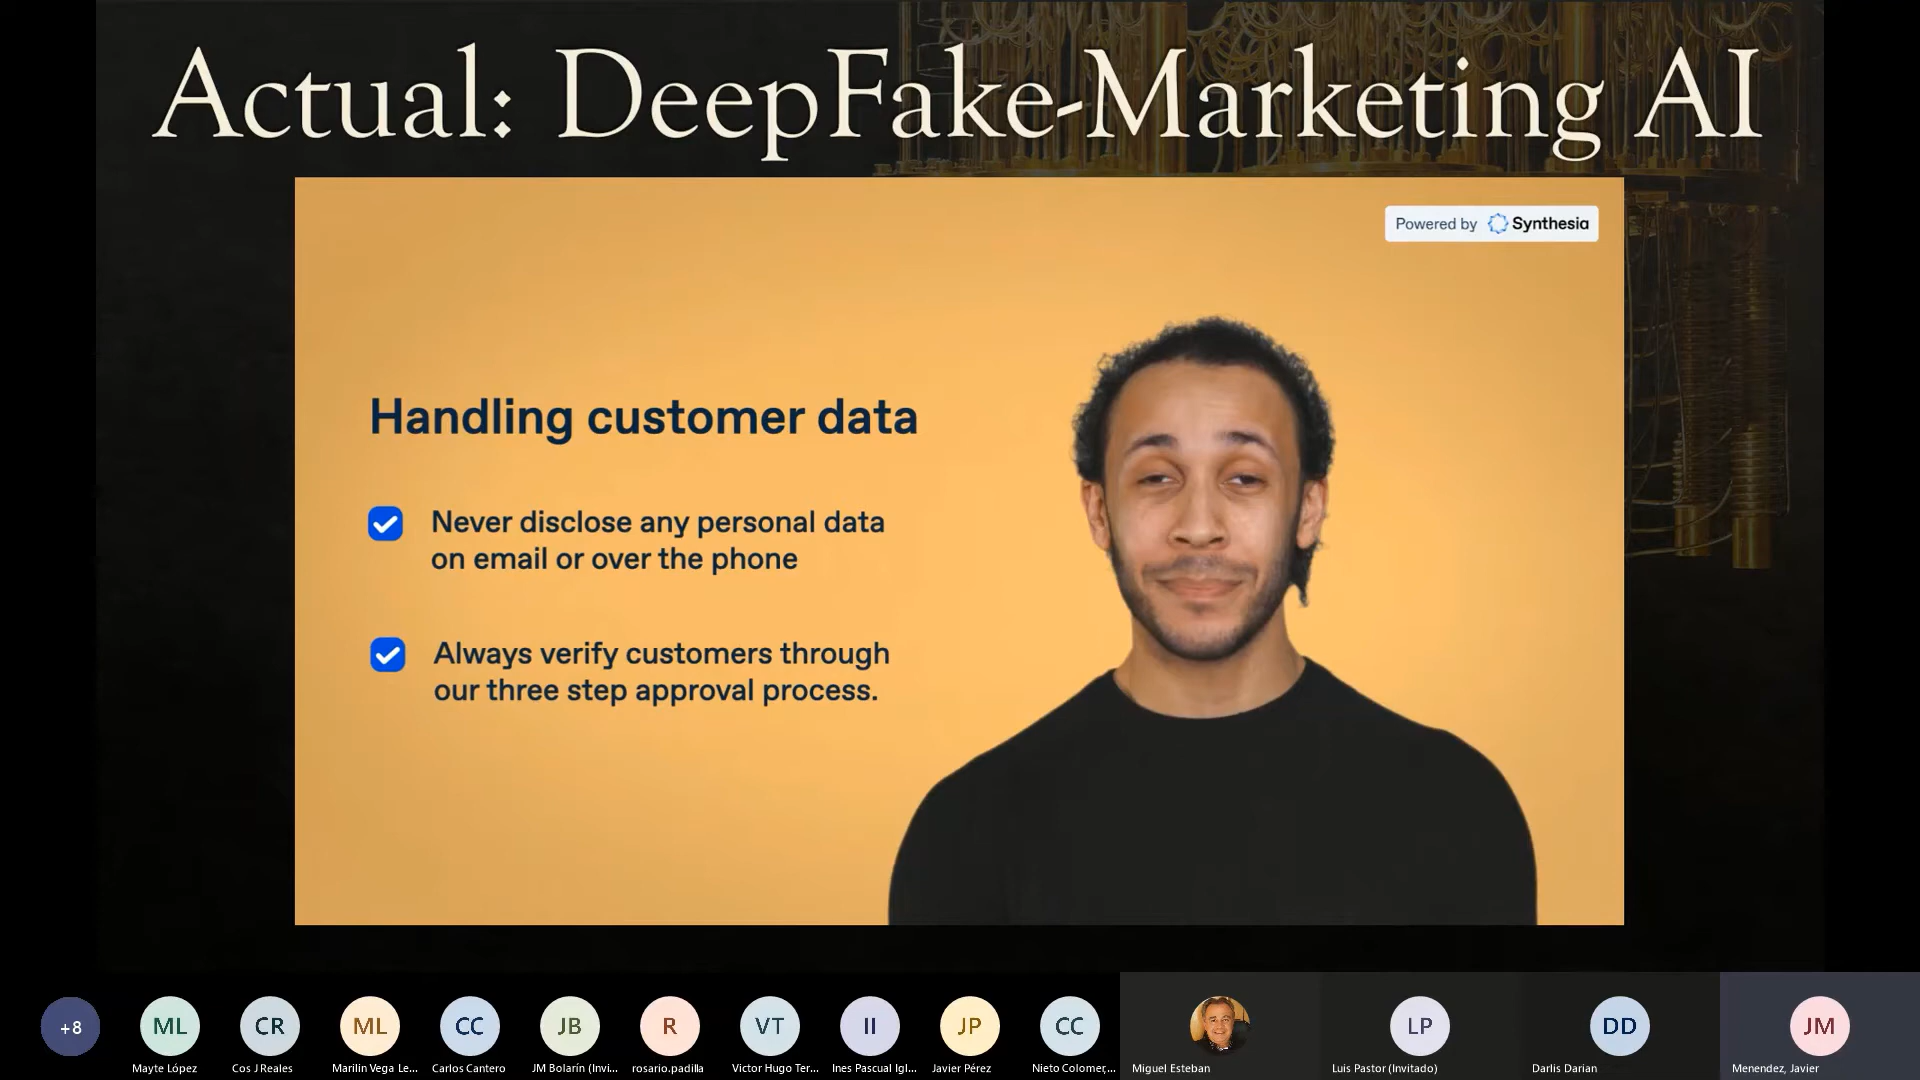 Actual: DeepFake-Marketing AI
Powered by Synthesia
Handling customer data
Never disclose any personal data
on email or over the phone
Always verify customers through
our three step approval process.
+8
ML
CR
ML
CC
JB
R
VT
II
JP
CC
LP
DD
JM
Mayte López
Cos J Reales
Marilin Vega Le...
Carlos Cantero
JM Bolarín (Invi...
rosario.padilla
Victor Hugo Ter...
Ines Pascual Igl...
Javier Pérez
Nieto Colomer,...
Miguel Esteban
Luis Pastor (Invitado)
Darlis Darian
Menendez, Javier